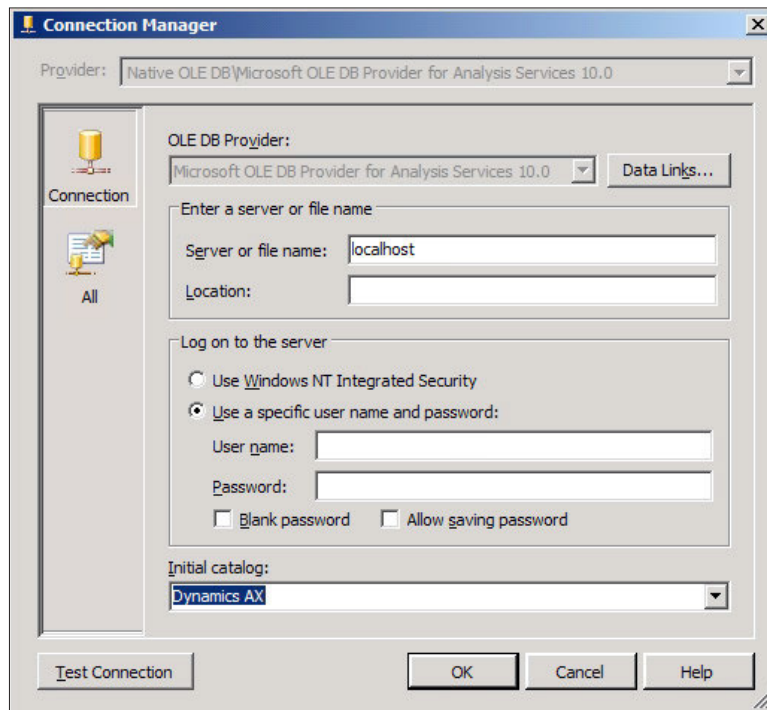 Connection Manager
Provider: Native OLE DB\Microsoft OLE DB Provider for Analysis Services 10.0
Connection
All
OLE DB Provider:
Microsoft OLE DB Provider for Analysis Services 10.0 Data Links...
Enter a server or file name
Server or file name: localhost
Location:
Log on to the server
Use Windows NT Integrated Security
Use a specific user name and password:
User name:
Password:
Blank password Allow saving password
Initial catalog:
Dynamics AX
Test Connection OK Cancel Help